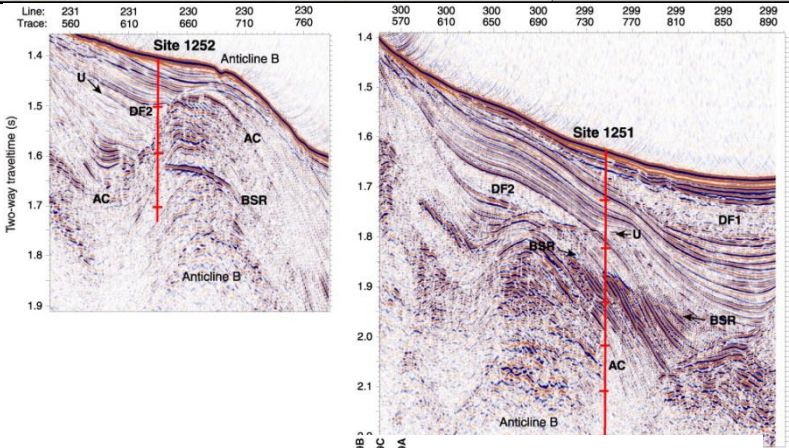 Line: 231 231 230 230 230
Trace: 560 610 660 710 760
Site 1252
Anticline B
1.4
U
1.5
DF2
AC
1.6
AC
BSR
1.7
1.8
Anticline B
1.9
Two-way traveltime (s)
300 300 300 300 299 299 299 299
570 610 650 690 730 770 810 850 890
1.4
1.5
Site 1251
1.6
1.7
DF2
DF1
U
1.8
BSR
1.9
BSR
2.0
AC
2.1
Anticline B